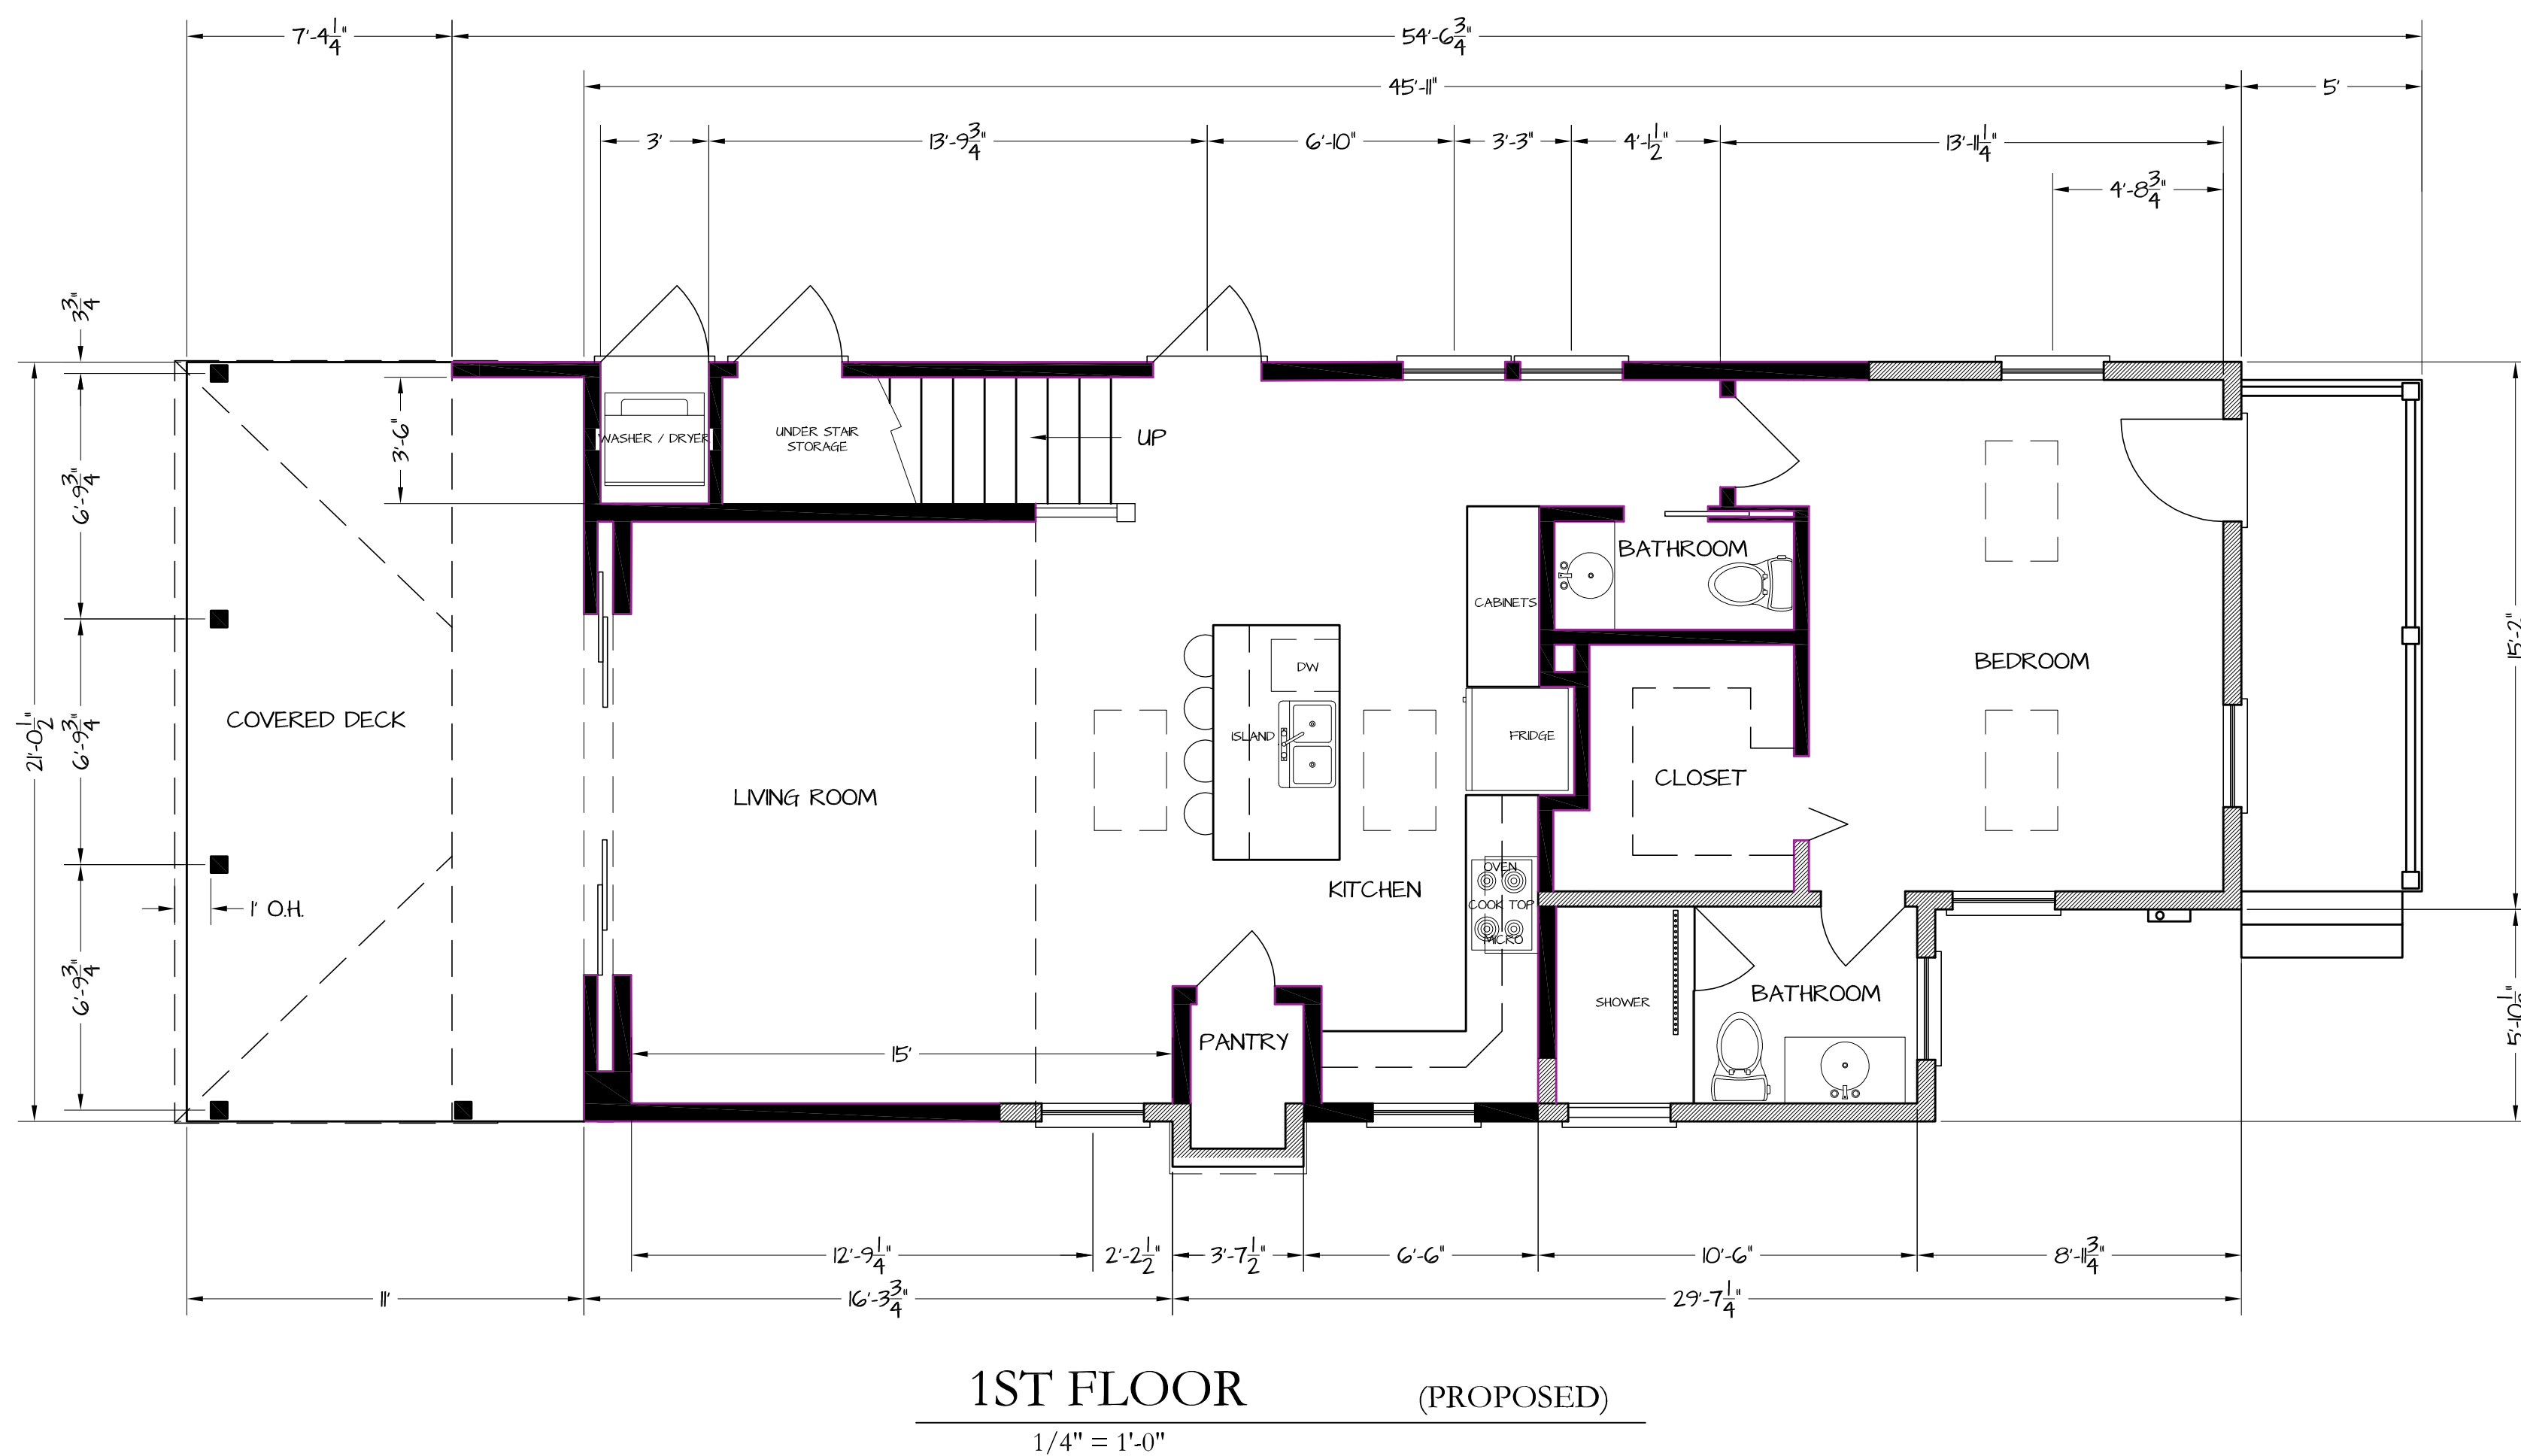 7'-4 1/4"
54'-6 3/4"
45'-11"
5'
3'
13'-9 3/4"
6'-10"
3'-3"
4'-1 1/2"
13'-11 1/4"
4'-8 3/4"
3 3/4"
6'-9 3/4"
3'-6"
WASHER / DRYER
UNDER STAIR
STORAGE
UP
BATHROOM
CABINETS
BEDROOM
15'-2"
DW
COVERED DECK
21'-0 1/2"
6'-9 3/4"
ISLAND
FRIDGE
CLOSET
LIVING ROOM
KITCHEN
OVEN
COOK TOP
MICRO
1' O.H.
6'-9 3/4"
SHOWER
BATHROOM
PANTRY
15'
12'-9 1/4"
2'-2 1/2"
3'-7 1/2"
6'-6"
10'-6"
8'-11 3/4"
11'
16'-3 3/4"
29'-7 1/4"
1ST FLOOR
(PROPOSED)
1/4" = 1'-0"